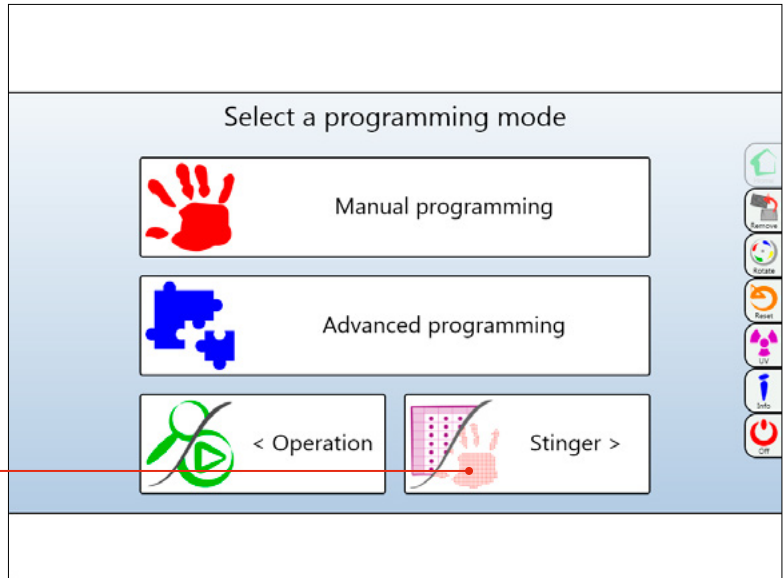 Select a programming mode
Manual programming
Advanced programming
< Operation
Stinger >
Remove
Rotate
Reset
UV
Info
Off